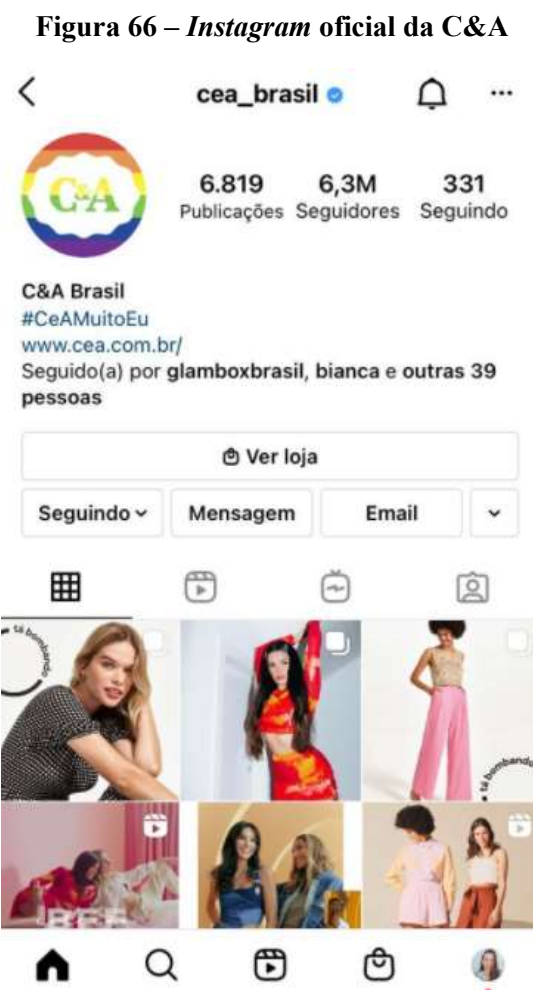 Figura 66 – Instagram oficial da C&A
cea_brasil
...
C&A
6.819 6,3M 331
Publicações Seguidores Seguindo
C&A Brasil
#CeAMuitoEu
www.cea.com.br/
Seguido(a) por glamboxbrasil, bianca e outras 39
pessoas
Ver loja
Seguindo Mensagem Email
tá bombando
tá bombando
BFF